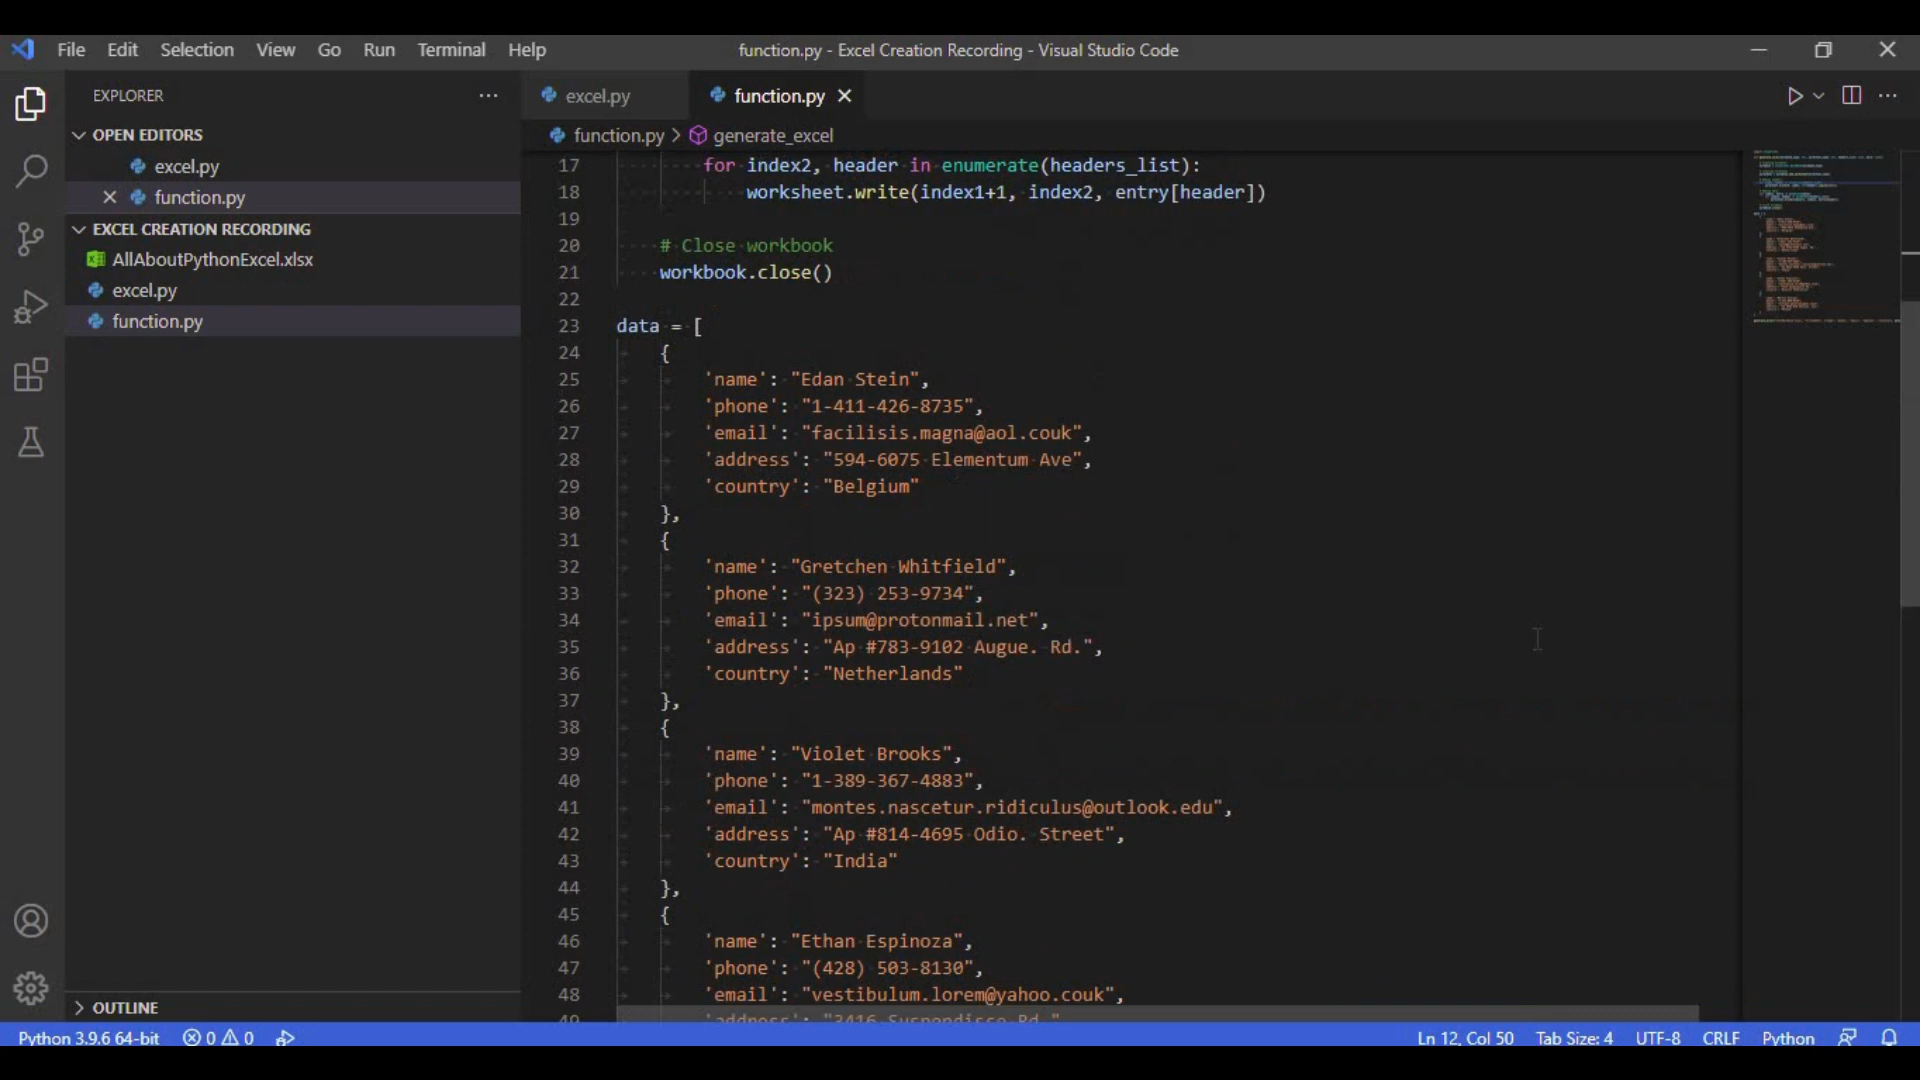 File Edit Selection View Go Run Terminal Help
function.py - Excel Creation Recording - Visual Studio Code
EXPLORER
OPEN EDITORS
excel.py
function.py
EXCEL CREATION RECORDING
AllAboutPythonExcel.xlsx
excel.py
function.py
OUTLINE
excel.py function.py
function.py > generate_excel
17 for index2, header in enumerate(headers_list):
18 worksheet.write(index1+1, index2, entry[header])
19
20 # Close workbook
21 workbook.close()
22
23 data = [
24 {
25 'name': "Edan Stein",
26 'phone': "1-411-426-8735",
27 'email': "facilisis.magna@aol.couk",
28 'address': "594-6075 Elementum Ave",
29 'country': "Belgium"
30 },
31 {
32 'name': "Gretchen Whitfield",
33 'phone': "(323) 253-9734",
34 'email': "ipsum@protonmail.net",
35 'address': "Ap #783-9102 Augue. Rd.",
36 'country': "Netherlands"
37 },
38 {
39 'name': "Violet Brooks",
40 'phone': "1-389-367-4883",
41 'email': "montes.nascetur.ridiculus@outlook.edu",
42 'address': "Ap #814-4695 Odio. Street",
43 'country': "India"
44 },
45 {
46 'name': "Ethan Espinoza",
47 'phone': "(428) 503-8130",
48 'email': "vestibulum.lorem@yahoo.couk",
49 'address': "3416 Suspendisse Rd."
Python 3.9.6 64-bit 0 0
Ln 12, Col 50 Tab Size: 4 UTF-8 CRLF Python